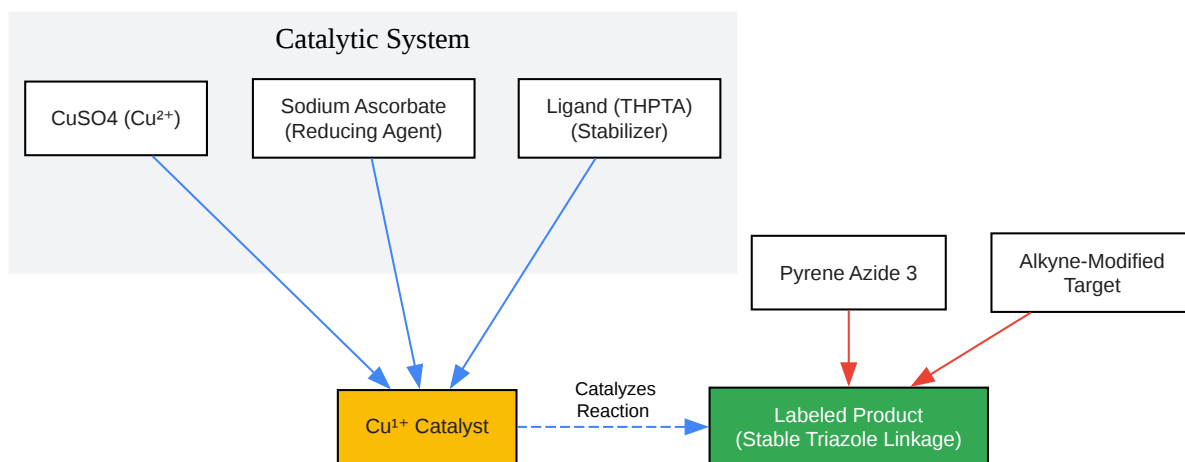 Catalytic System
CuSO4 (Cu²⁺)
Sodium Ascorbate
(Reducing Agent)
Ligand (THPTA)
(Stabilizer)
Pyrene Azide 3
Alkyne-Modified
Target
Cu¹⁺ Catalyst
Catalyzes
Reaction
Labeled Product
(Stable Triazole Linkage)